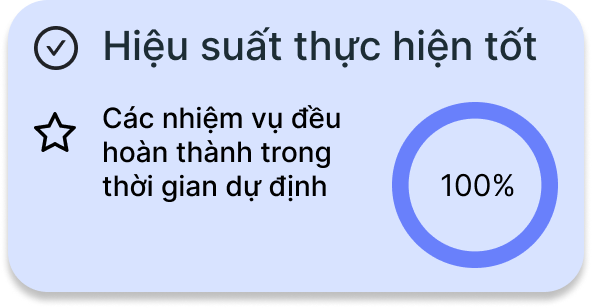 Hiệu suất thực hiện tốt
Các nhiệm vụ đều
hoàn thành trong
thời gian dự định
100%